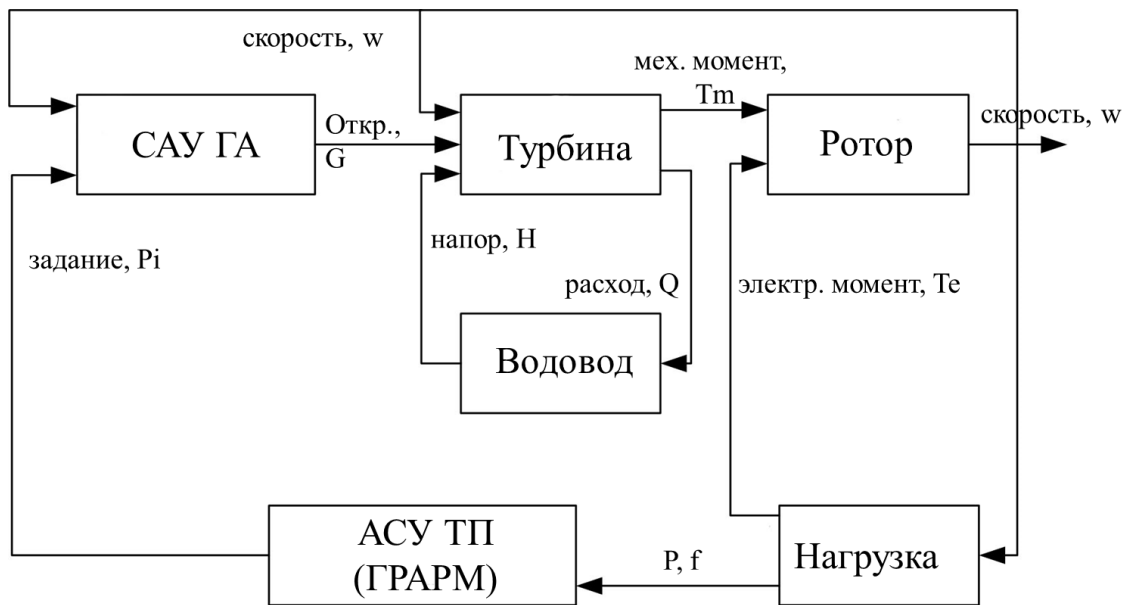 скорость, w
мех. момент,
Tm
скорость, w
САУ ГА
Откр.,
G
Турбина
Ротор
задание, Pi
напор, H
расход, Q
электр. момент, Te
Водовод
АСУ ТП
(ГРАРМ)
P, f
Нагрузка